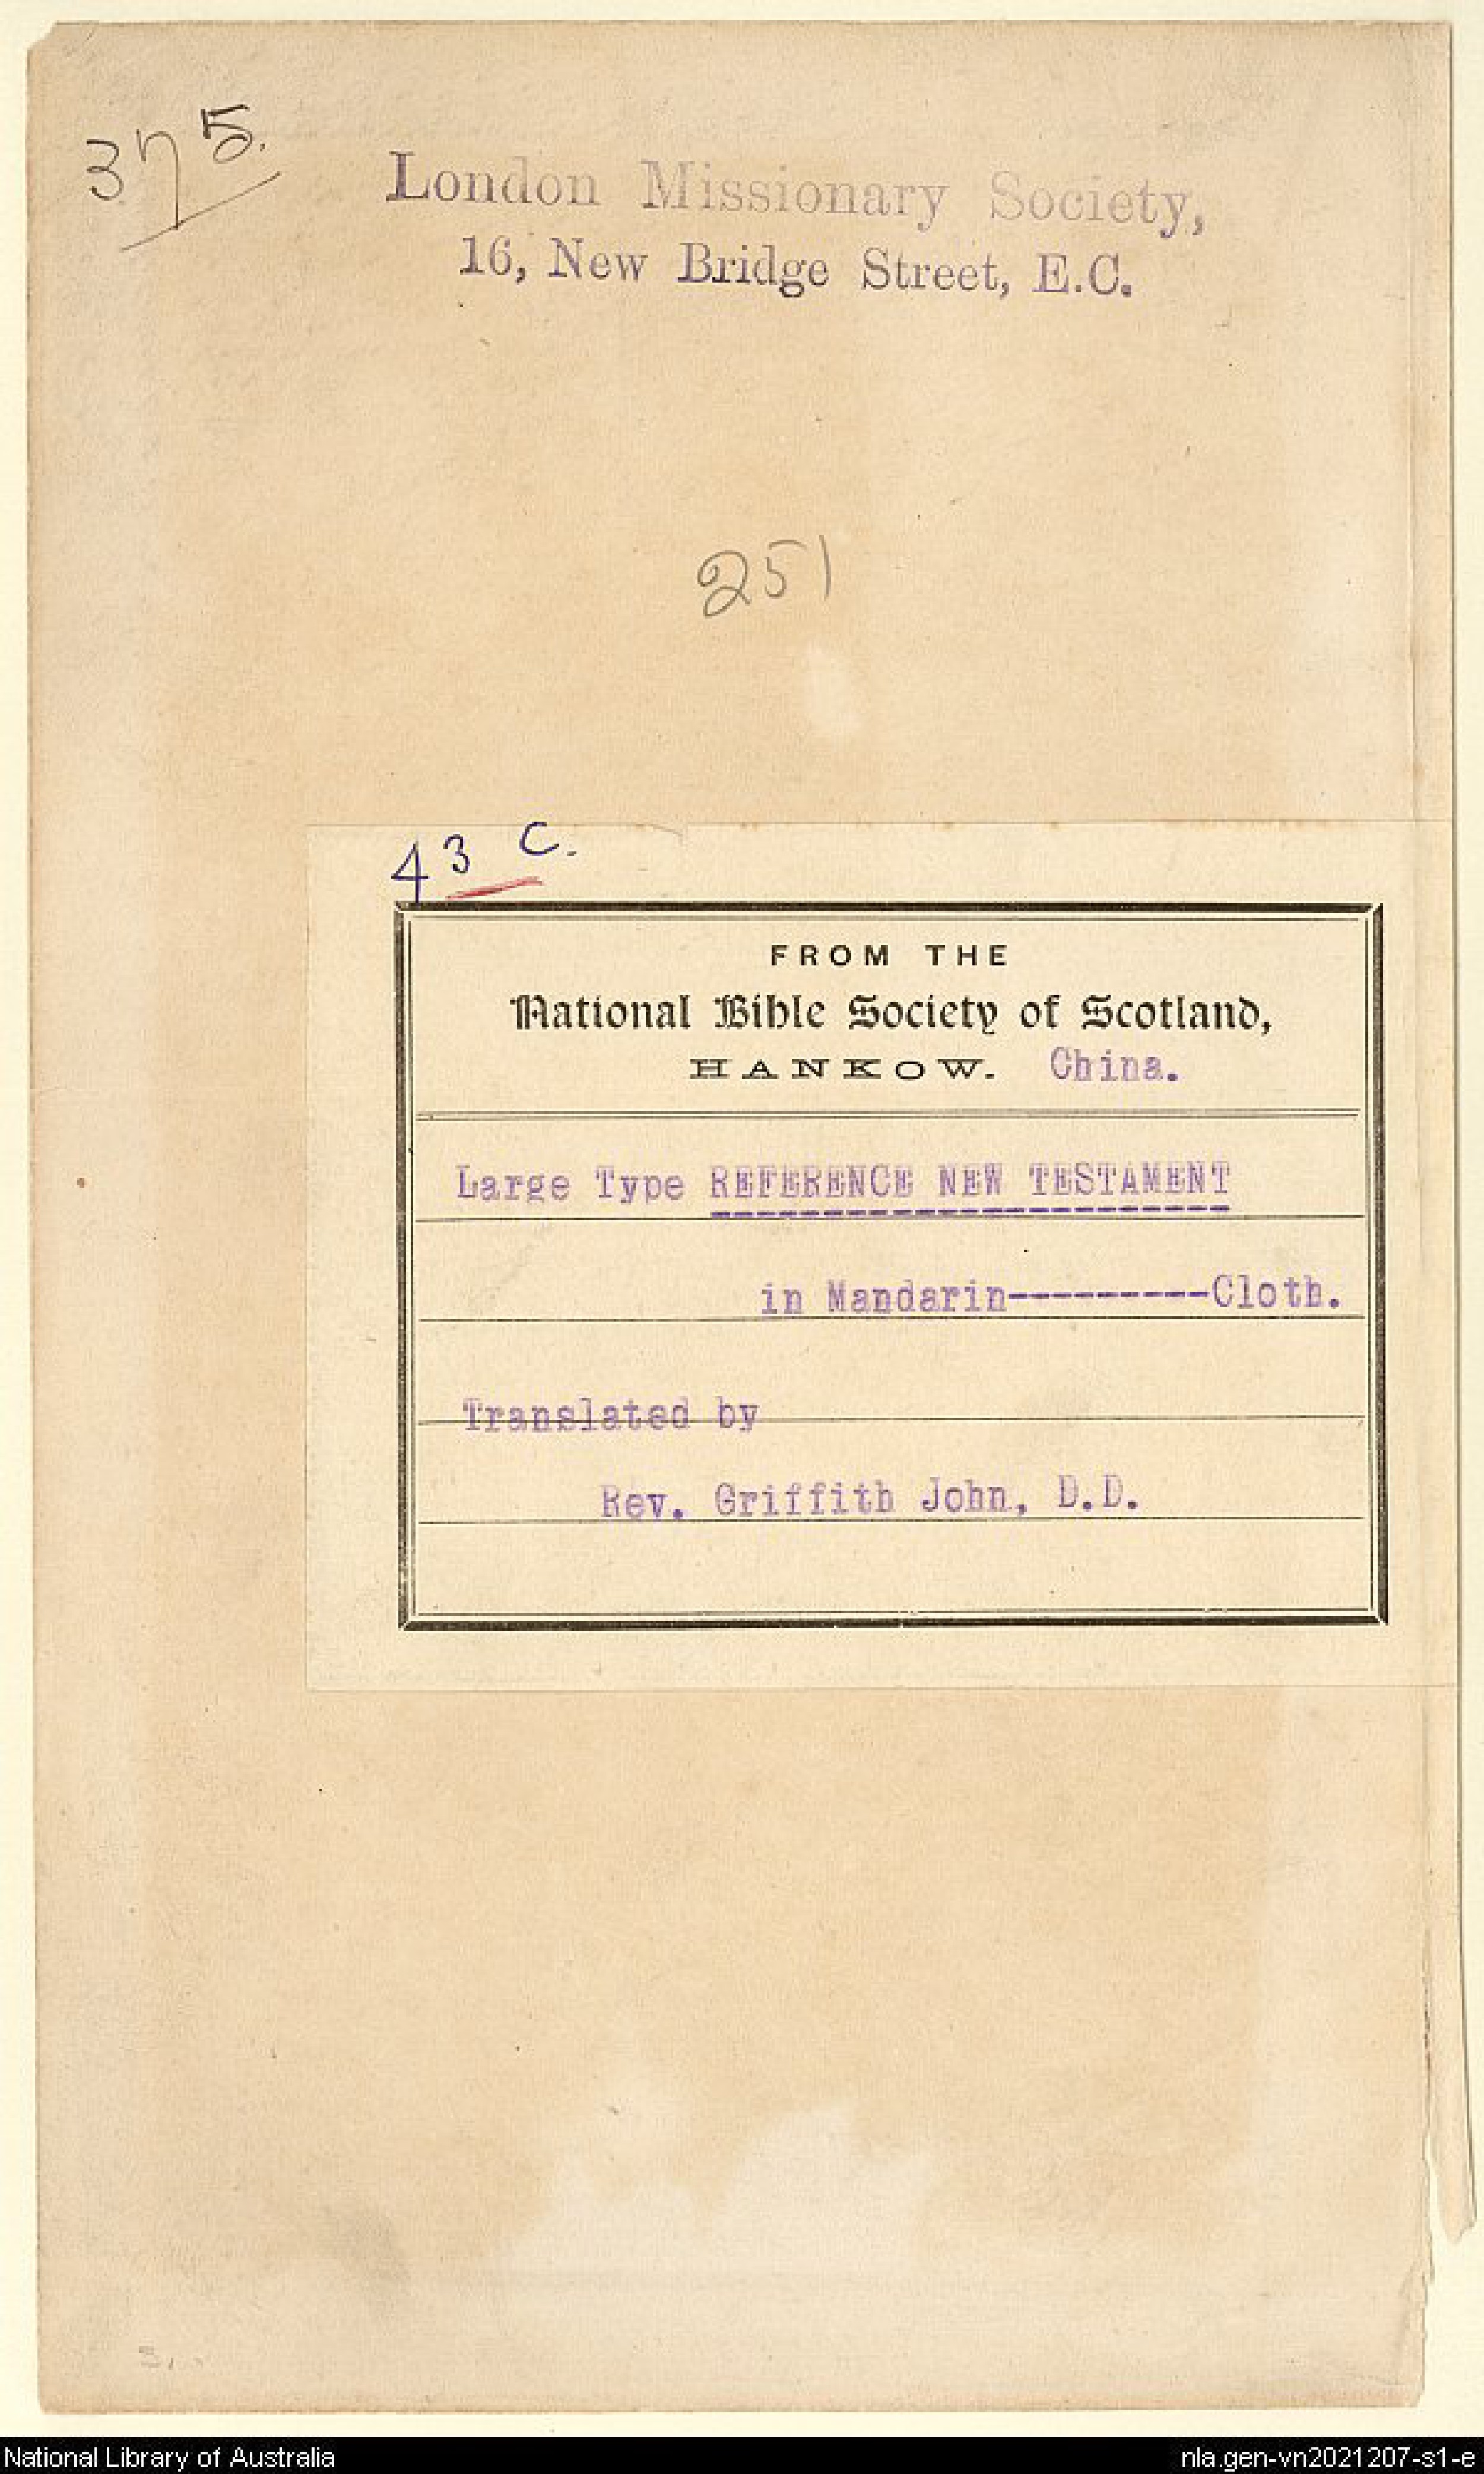 375.
London Missionary Society,
16, New Bridge Street, E.C.
251
43 C.
FROM THE
National Bible Society of Scotland,
HANKOW. China.
Large Type REFERENCE NEW TESTAMENT
in Mandarin----------Cloth.
Translated by
Rev. Griffith John, D.D.
National Library of Australia
nla.gen-vn2021207-s1-e